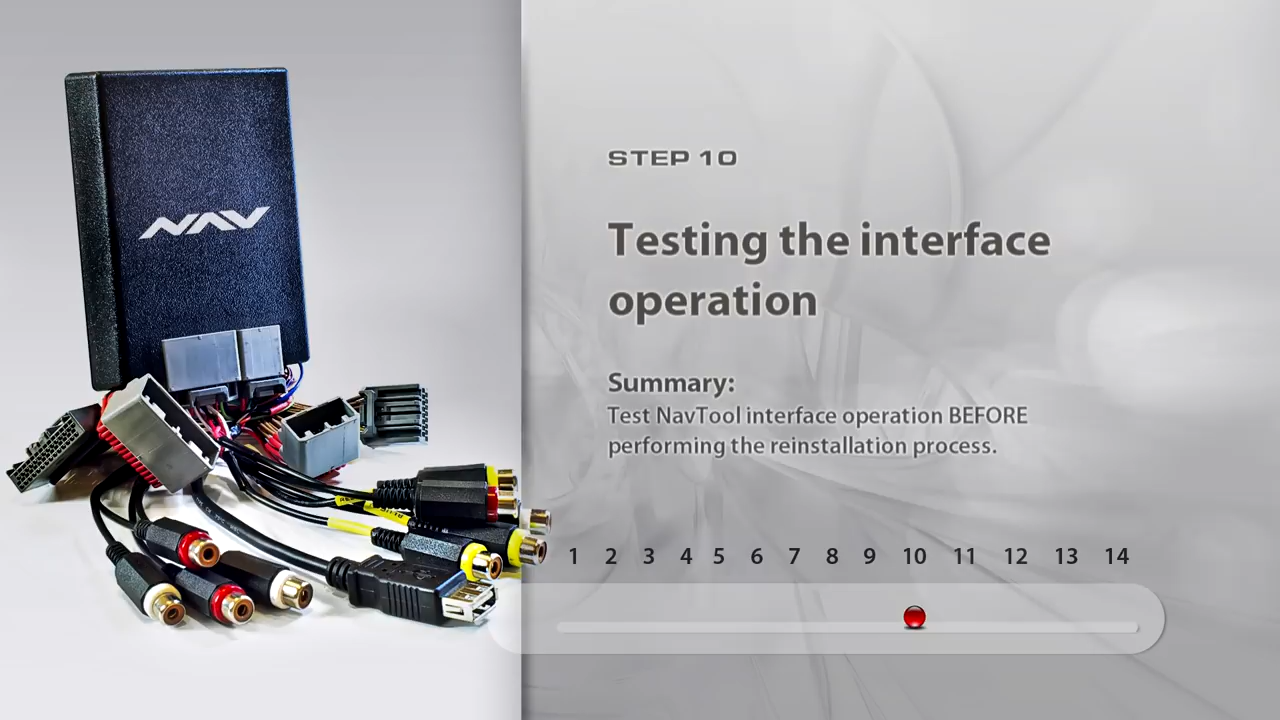 NAV
STEP 10
Testing the interface
operation
Summary:
Test NavTool interface operation BEFORE
performing the reinstallation process.
1 2 3 4 5 6 7 8 9 10 11 12 13 14